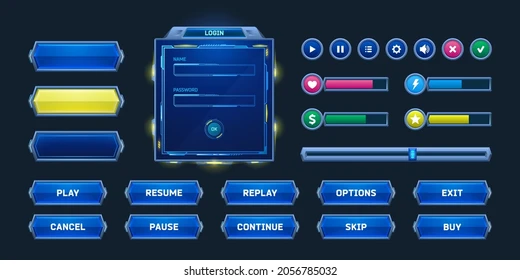 LOGIN
NAME
PASSWORD
OK
$
PLAY RESUME REPLAY OPTIONS EXIT
CANCEL PAUSE CONTINUE SKIP BUY
shutterstock.com · 2056785032